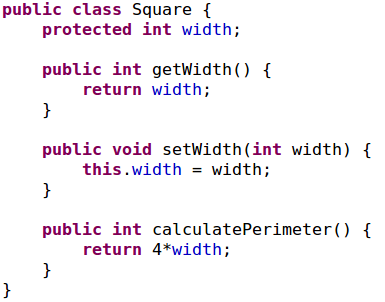 public class Square {
    protected int width;

    public int getWidth() {
        return width;
    }

    public void setWidth(int width) {
        this.width = width;
    }

    public int calculatePerimeter() {
        return 4*width;
    }
}